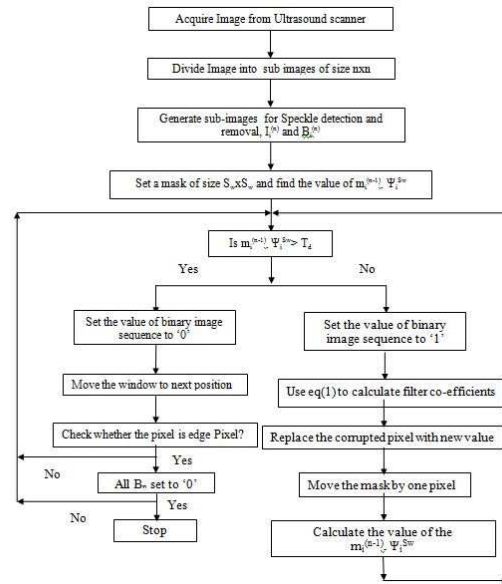 Acquire Image from Ultrasound scanner
Divide Image into sub images of size nxn
Generate sub-images for Speckle detection and
removal, Iᵢ⁽ⁿ⁾ and Bₙ⁽ⁿ⁾
Set a mask of size SwxSw and find the value of mᵢ⁽ⁿ⁻¹⁾, Ψᵢ^Sw
Is mᵢ⁽ⁿ⁻¹⁾, Ψᵢ^Sw> T
Yes
No
Set the value of binary image
sequence to ‘0’
Set the value of binary
image sequence to ‘1’
Move the window to next position
Use eq(1) to calculate filter co-efficients
Check whether the pixel is edge Pixel?
Replace the corrupted pixel with new value
Yes
No
All Bₙ set to ‘0’
Move the mask by one pixel
Yes
No
Stop
Calculate the value of the
mᵢ⁽ⁿ⁻¹⁾, Ψᵢ^Sw